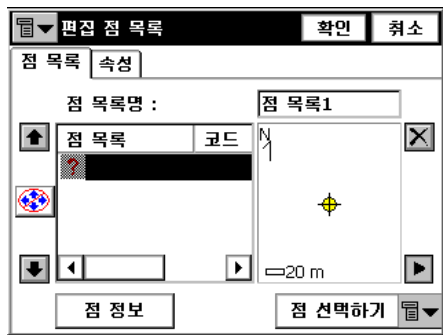 편집 점 목록 확인 취소
점 목록 속성
점 목록명 : 점 목록1
점 목록 코드
?
N
20 m
점 정보 점 선멱하기